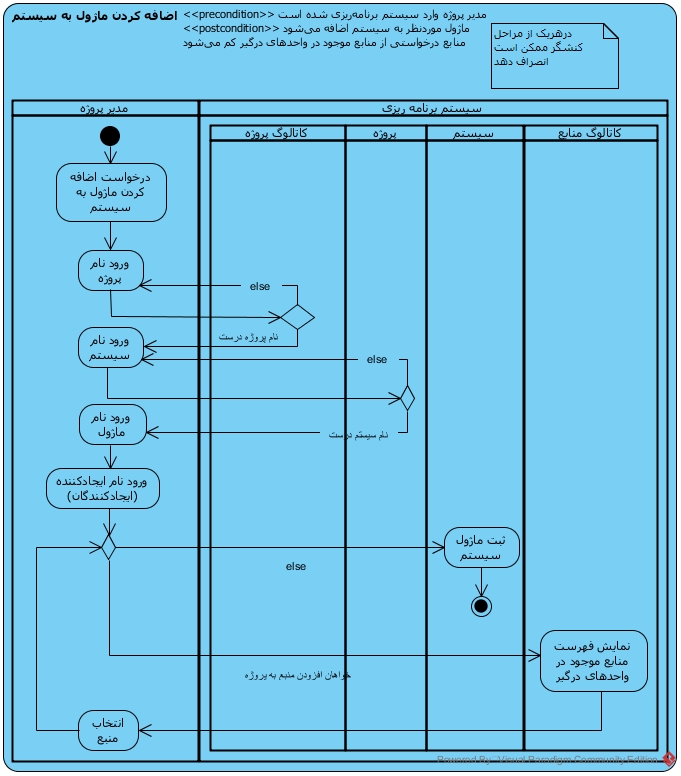 اضافه کردن ماژول به سیستم
<<precondition>> مدیر پروژه وارد سیستم برنامه‌ریزی شده است
<<postcondition>> ماژول موردنظر به سیستم اضافه می‌شود
منابع درخواستی از منابع موجود در واحدهای درگیر کم می‌شود
درهریک از مراحل
کنشگر ممکن است
انصراف دهد
مدیر پروژه
سیستم برنامه ریزی
کاتالوگ پروژه
پروژه
سیستم
کاتالوگ منابع
درخواست اضافه
کردن ماژول به
سیستم
ورود نام
پروژه
else
نام پروژه درست
ورود نام
سیستم
else
نام سیستم درست
ورود نام
ماژول
ورود نام ایجادکننده
(ایجادکنندگان)
else
ثبت ماژول
سیستم
نمایش فهرست
منابع موجود در
واحدهای درگیر
خواهان افزودن منبع به پروژه
انتخاب
منبع
Powered By: Visual Paradigm Community Edition